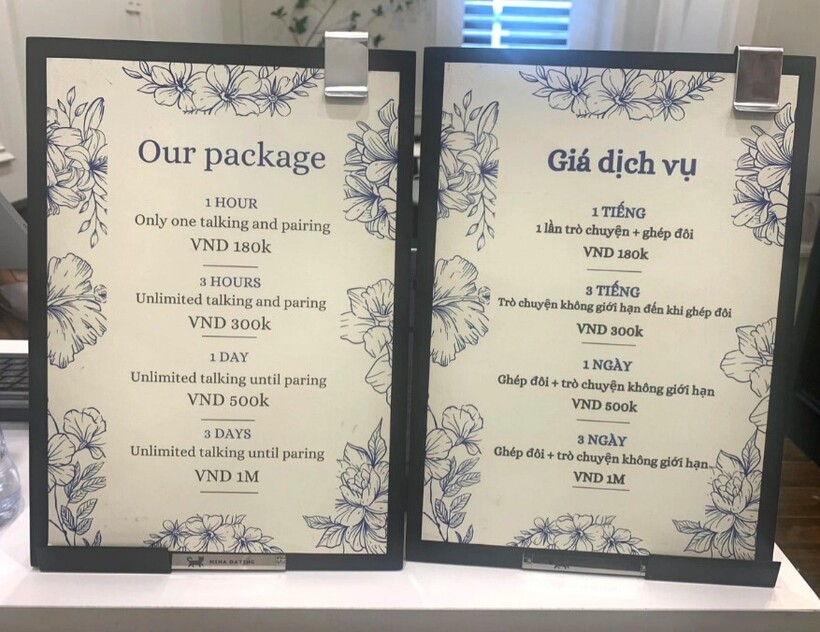 Our package
1 HOUR
Only one talking and pairing
VND 180k
3 HOURS
Unlimited talking and paring
VND 300k
1 DAY
Unlimited talking until paring
VND 500k
3 DAYS
Unlimited talking until paring
VND 1M
Giá dịch vụ
1 TIẾNG
1 lần trò chuyện + ghép đôi
VND 180k
3 TIẾNG
Trò chuyện không giới hạn đến khi ghép đôi
VND 300k
1 NGÀY
Ghép đôi + trò chuyện không giới hạn
VND 500k
3 NGÀY
Ghép đôi + trò chuyện không giới hạn
VND 1M
DATING